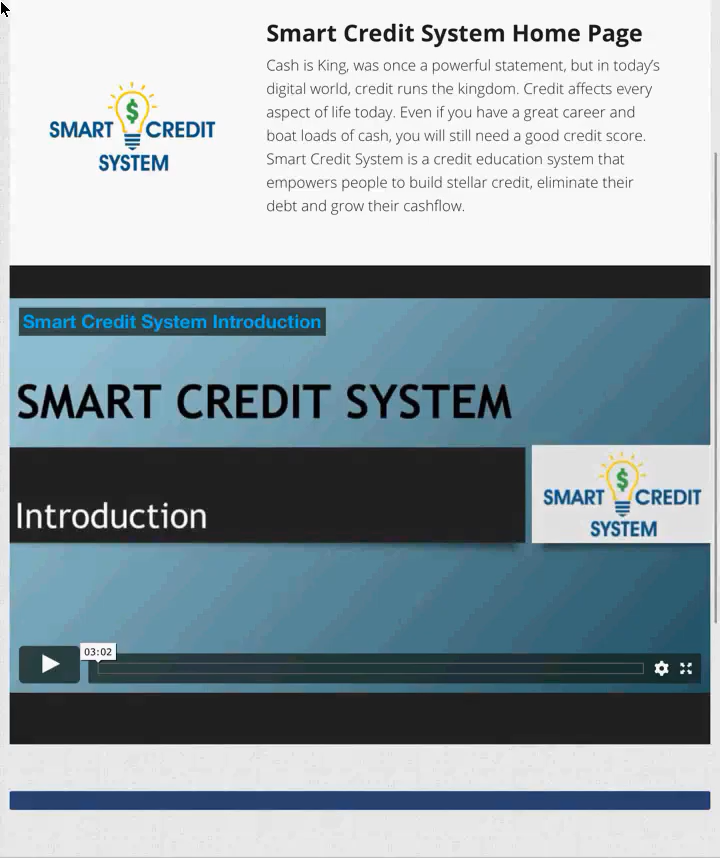 Smart Credit System Home Page
Cash is King, was once a powerful statement, but in today's
digital world, credit runs the kingdom. Credit affects every
aspect of life today. Even if you have a great career and
boat loads of cash, you will still need a good credit score.
Smart Credit System is a credit education system that
empowers people to build stellar credit, eliminate their
debt and grow their cashflow.
SMART CREDIT
SYSTEM
Smart Credit System Introduction
SMART CREDIT SYSTEM
Introduction
SMART CREDIT
SYSTEM
03:02